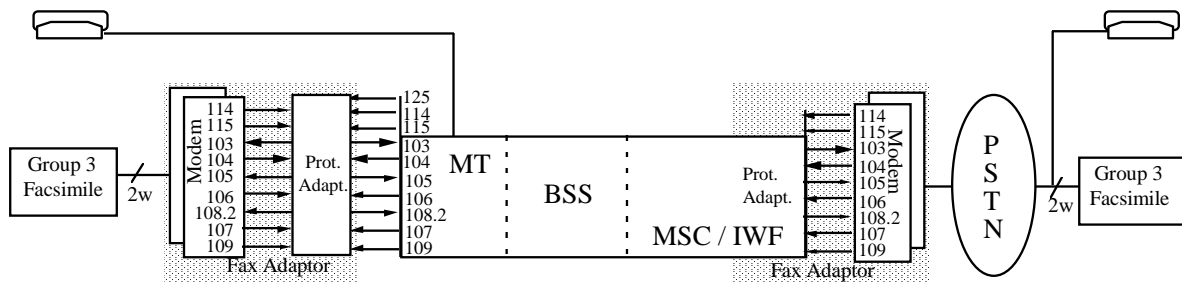 Group 3
Facsimile
2w
Modem
114
115
103
104
105
106
108.2
107
109
Fax Adaptor
Prot.
Adapt.
125
114
115
103
104
105
106
108.2
107
109
MT
BSS
MSC / IWF
Prot.
Adapt.
114
115
103
104
105
106
108.2
107
109
Modem
Fax Adaptor
P
S
T
N
2w
Group 3
Facsimile